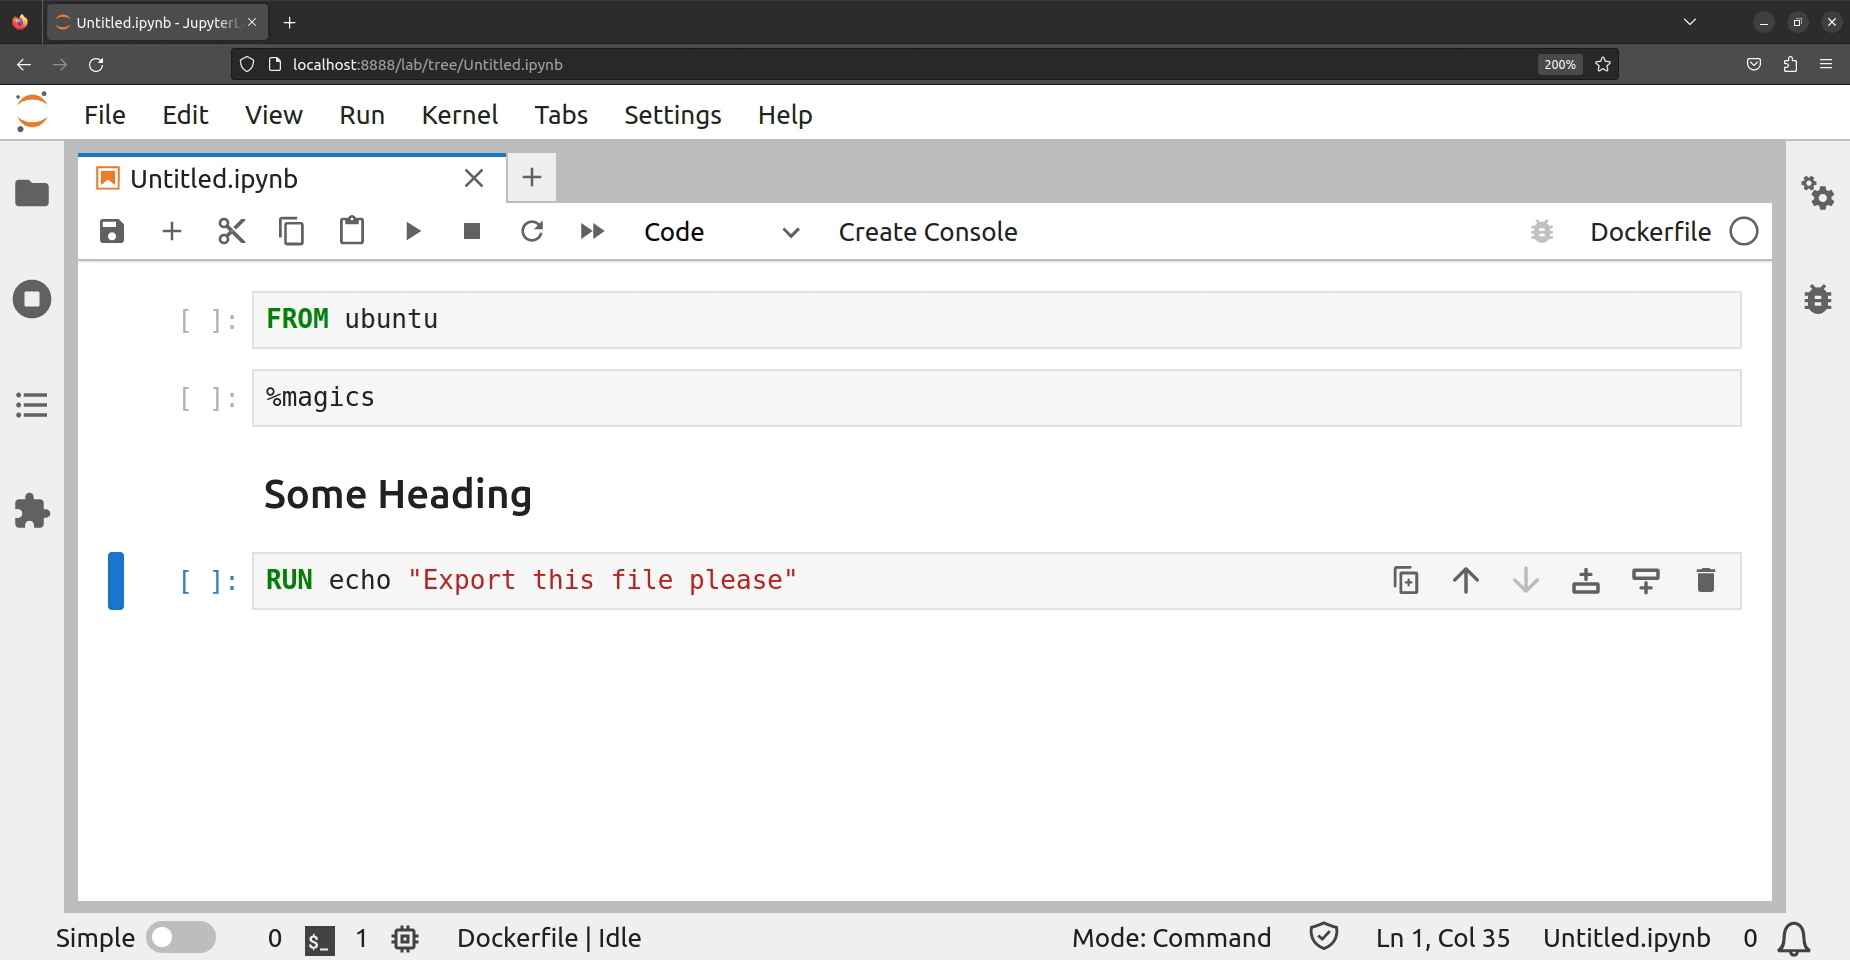 Untitled.ipynb - JupyterL
localhost:8888/lab/tree/Untitled.ipynb
200%
File Edit View Run Kernel Tabs Settings Help
Untitled.ipynb
Code Create Console Dockerfile
[ ]: FROM ubuntu
[ ]: %magics
Some Heading
[ ]: RUN echo "Export this file please"
Simple 0 $_ 1 Dockerfile | Idle Mode: Command Ln 1, Col 35 Untitled.ipynb 0